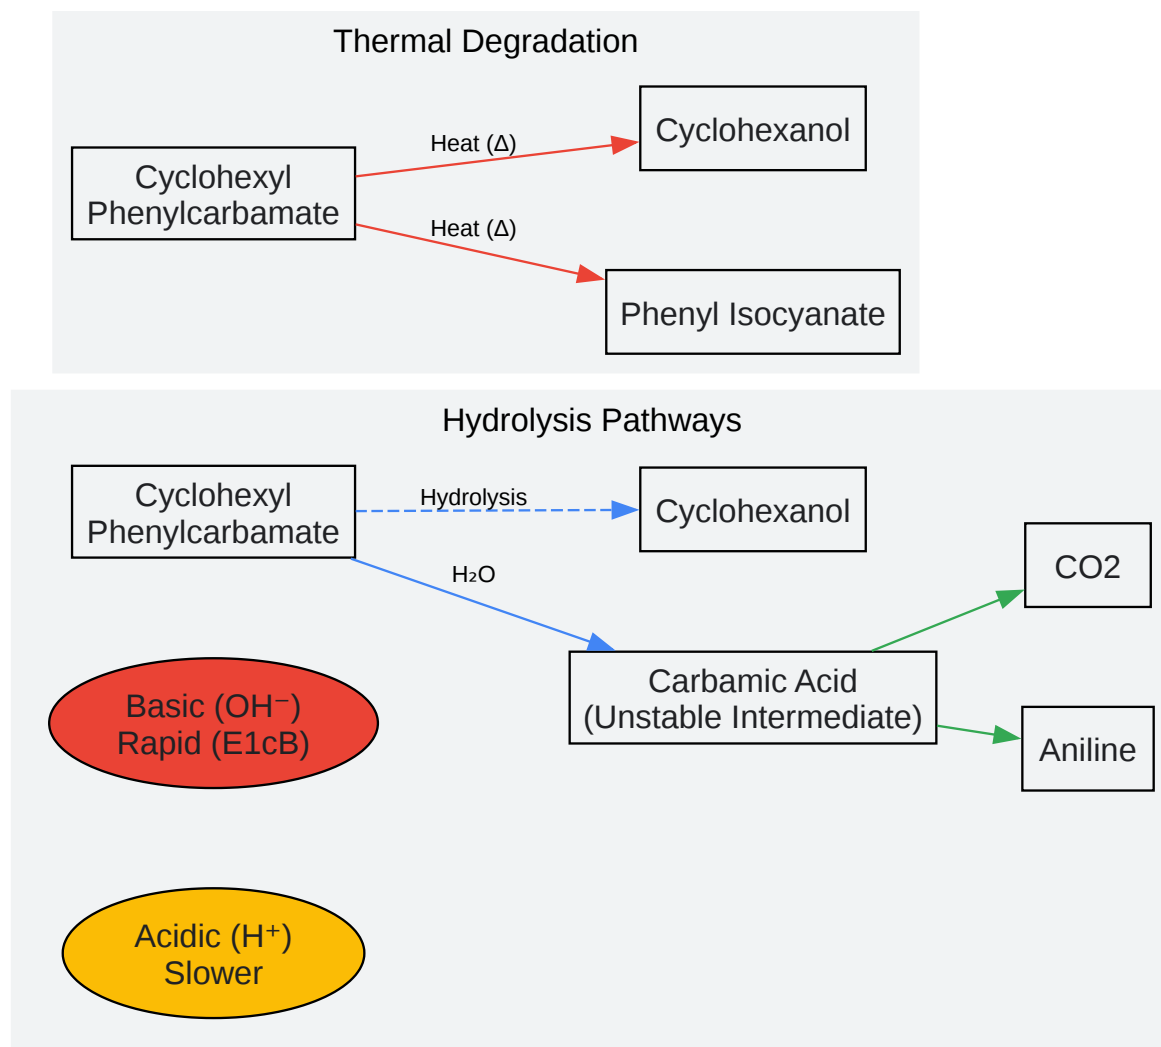 Thermal Degradation
Cyclohexyl
Phenylcarbamate
Heat (Δ)
Cyclohexanol
Heat (Δ)
Phenyl Isocyanate
Hydrolysis Pathways
Cyclohexyl
Phenylcarbamate
Hydrolysis
Cyclohexanol
H₂O
CO2
Carbamic Acid
(Unstable Intermediate)
Aniline
Basic (OH⁻)
Rapid (E1cB)
Acidic (H⁺)
Slower